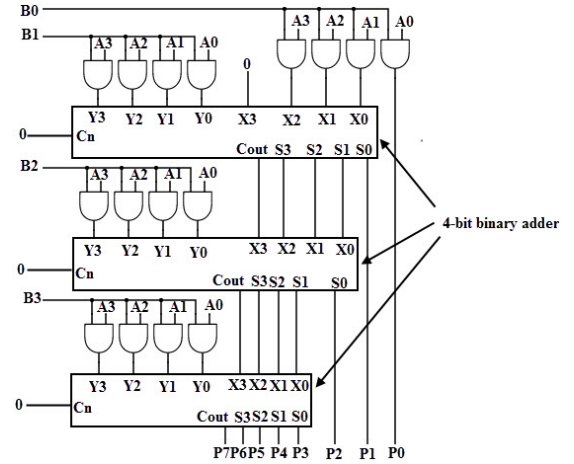 B0
B1
A3 A2 A1 A0
A3 A2 A1 A0
0
Y3 Y2 Y1 Y0 X3 X2 X1 X0
0 Cn
Cout S3 S2 S1 S0
B2
A3 A2 A1 A0
4-bit binary adder
Y3 Y2 Y1 Y0 X3 X2 X1 X0
0 Cn
Cout S3 S2 S1 S0
B3
A3 A2 A1 A0
Y3 Y2 Y1 Y0 X3 X2 X1 X0
0 Cn
Cout S3 S2 S1 S0
P7 P6 P5 P4 P3 P2 P1 P0